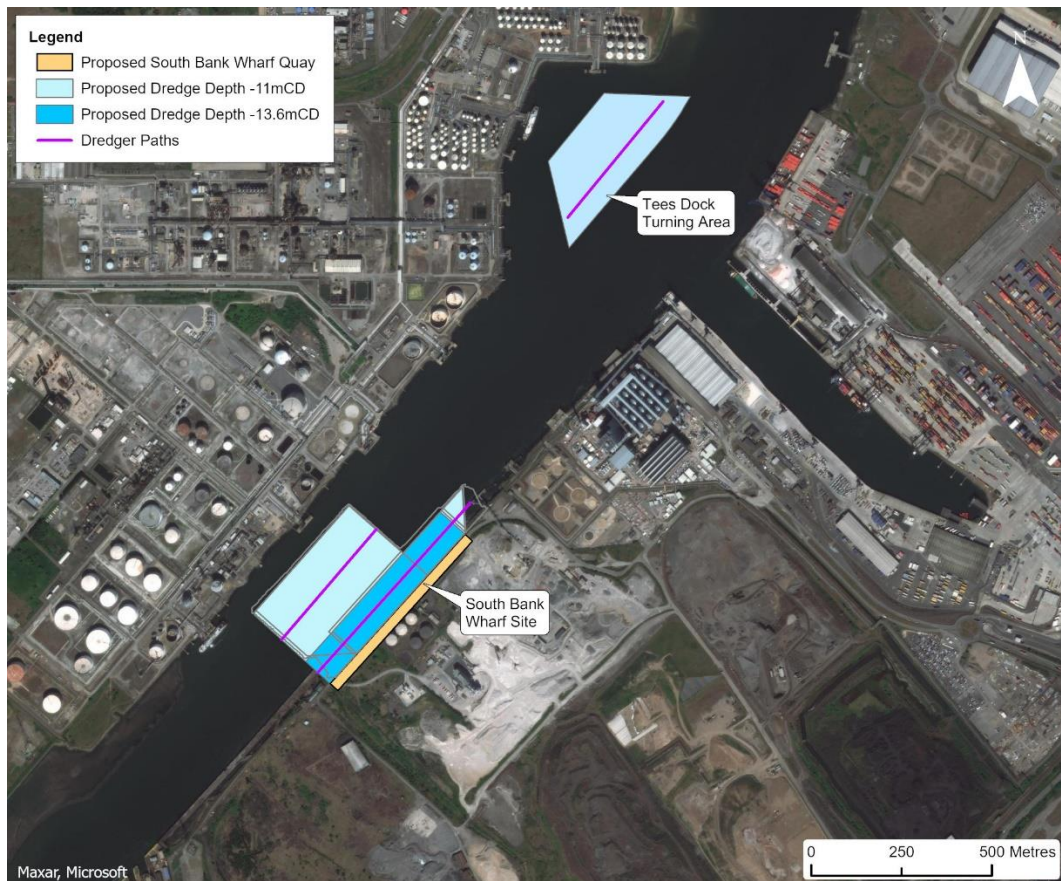 Legend
Proposed South Bank Wharf Quay
Proposed Dredge Depth -11mCD
Proposed Dredge Depth -13.6mCD
Dredger Paths
N
Tees Dock
Turning Area
South Bank
Wharf Site
0 250 500 Metres
Maxar, Microsoft